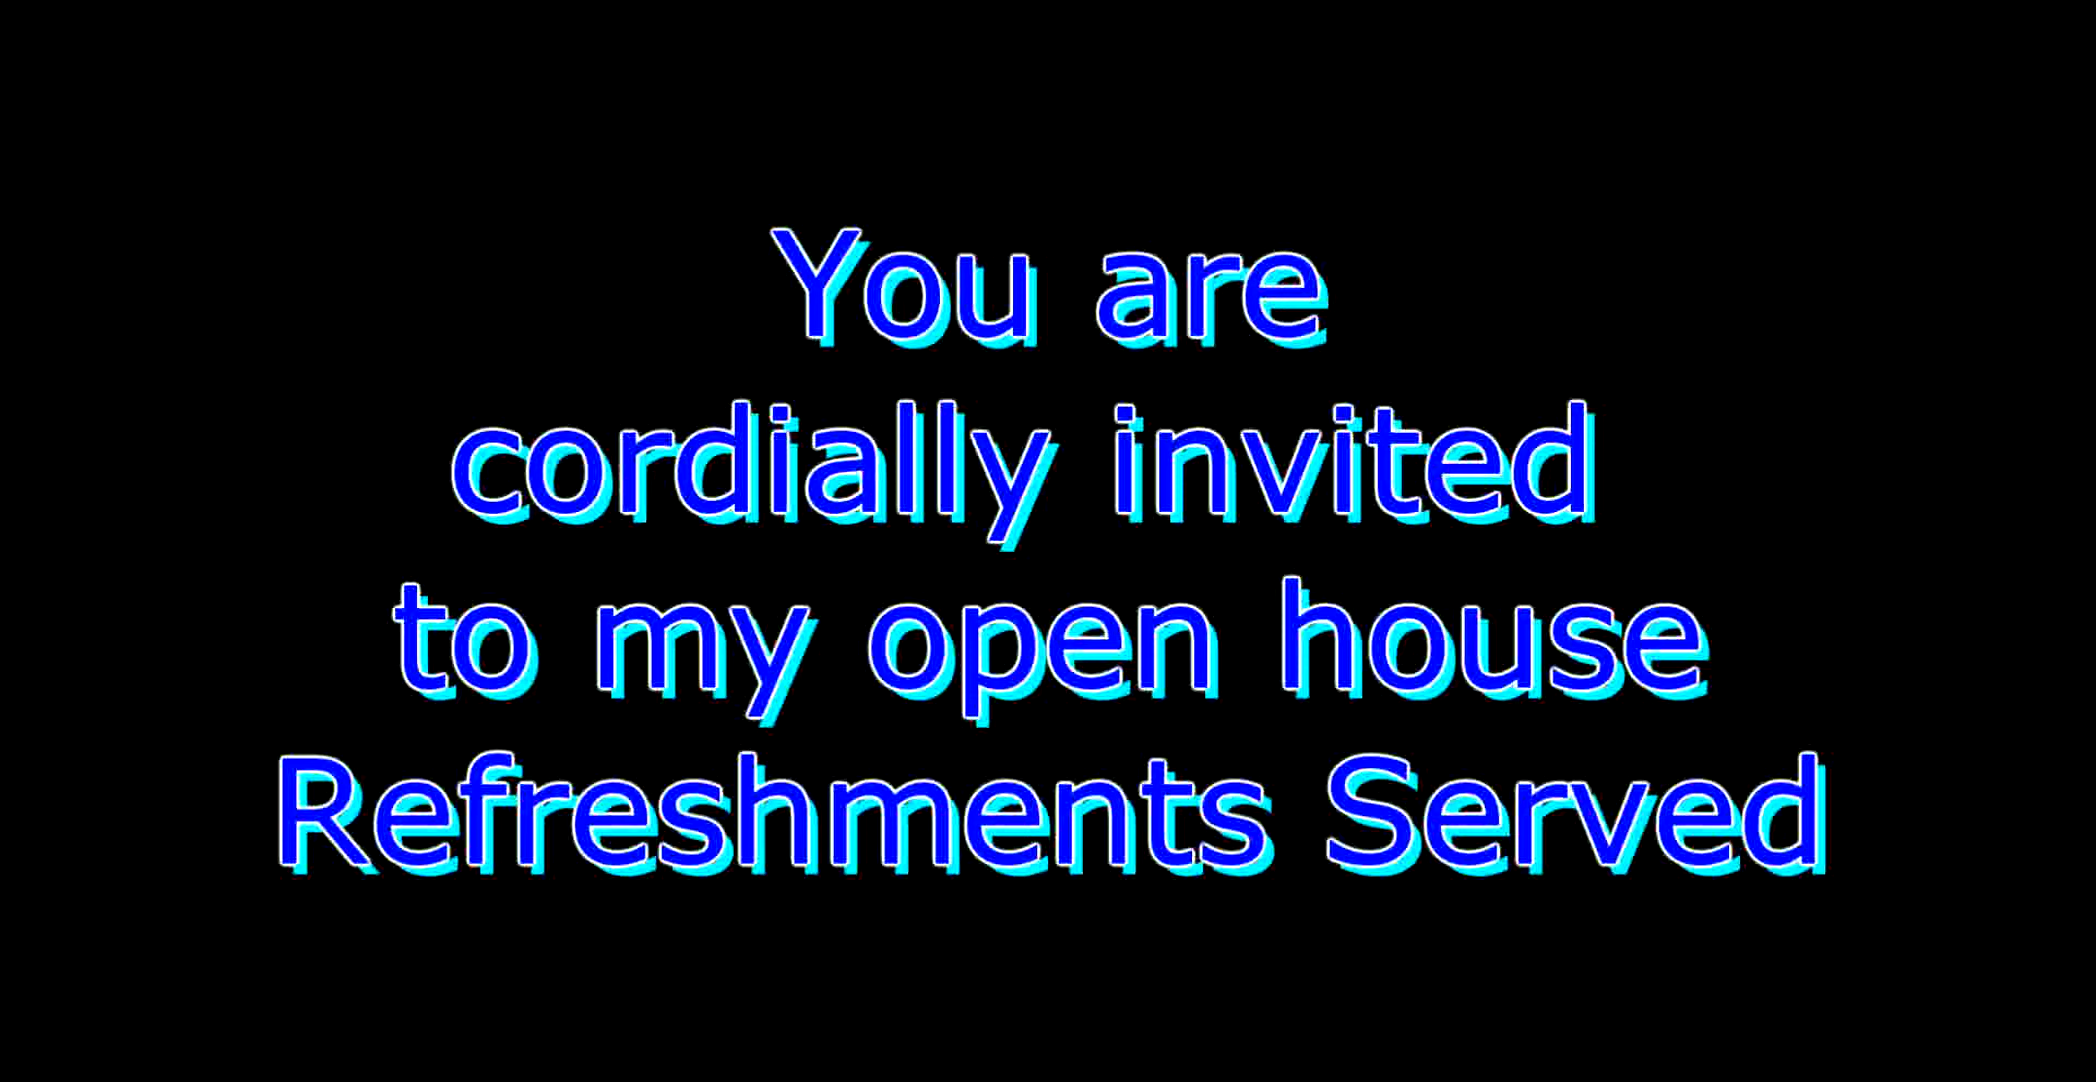 You are
cordially invited
to my open house
Refreshments Served